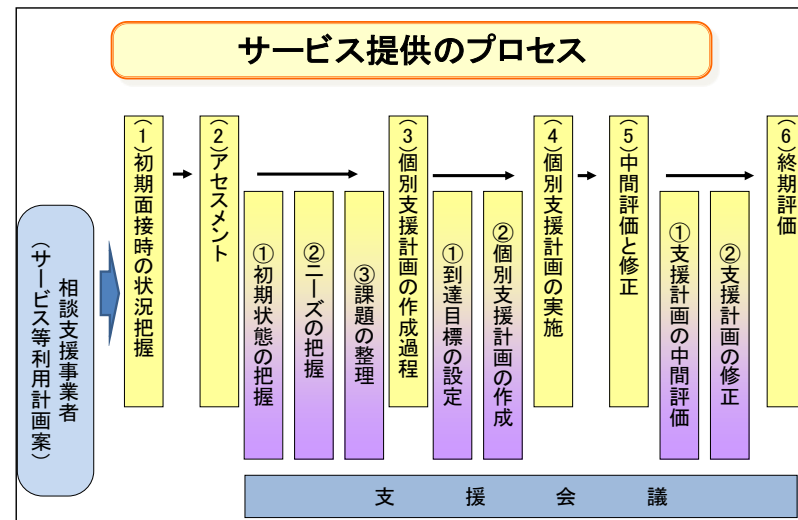 サービス提供のプロセス
相談支援事業者
（サービス等利用計画案）
（１）初期面接時の状況把握
（２）アセスメント
①初期状態の把握
②ニーズの把握
③課題の整理
（３）個別支援計画の作成過程
①到達目標の設定
②個別支援計画の作成
（４）個別支援計画の実施
（５）中間評価と修正
①支援計画の中間評価
②支援計画の修正
（６）終期評価
支援会議